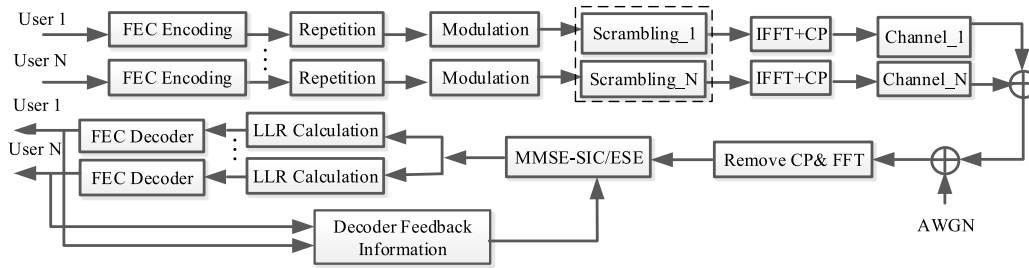 User 1
FEC Encoding
Repetition
Modulation
Scrambling_1
IFFT+CP
Channel_1
User N
FEC Encoding
Repetition
Modulation
Scrambling_N
IFFT+CP
Channel_N
User 1
FEC Decoder
LLR Calculation
User N
FEC Decoder
LLR Calculation
MMSE-SIC/ESE
Remove CP& FFT
AWGN
Decoder Feedback
Information